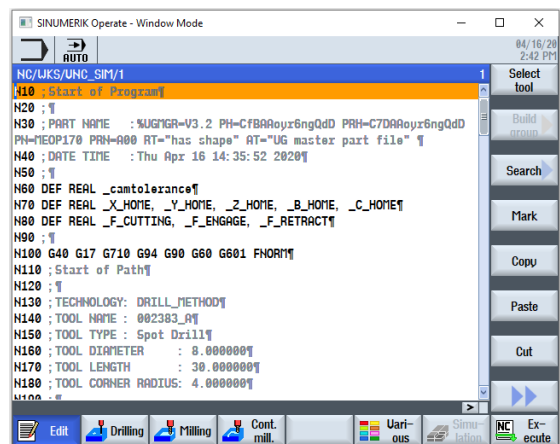 SINUMERIK Operate - Window Mode
AUTO
04/16/20
2:42 PM
NC/WKS/UNC_SIM/1 1
N10 ;Start of Program¶
N20 ;¶
N30 ;PART NAME :%UGMGR=V3.2 PH=CfBAAoyr6ngQdD PRH=C7DAAoyr6ngQdD
PN=MEOP170 PRN=A00 RT="has shape" AT="UG master part file" ¶
N40 ;DATE TIME :Thu Apr 16 14:35:52 2020¶
N50 ;¶
N60 DEF REAL _camtolerance¶
N70 DEF REAL _X_HOME, _Y_HOME, _Z_HOME, _B_HOME, _C_HOME¶
N80 DEF REAL _F_CUTTING, _F_ENGAGE, _F_RETRACT¶
N90 ;¶
N100 G40 G17 G710 G94 G90 G60 G601 FNORM¶
N110 ;Start of Path¶
N120 ;¶
N130 ;TECHNOLOGY: DRILL_METHOD¶
N140 ;TOOL NAME : 002383_A¶
N150 ;TOOL TYPE : Spot Drill¶
N160 ;TOOL DIAMETER : 8.000000¶
N170 ;TOOL LENGTH : 30.000000¶
N180 ;TOOL CORNER RADIUS: 4.000000¶
N190 ;¶
Select
tool
Build
group
Search
Mark
Copy
Paste
Cut
Edit
Drilling
Milling
Cont.
mill.
Vari-
ous
Simu-
lation
NC
Ex-
ecute